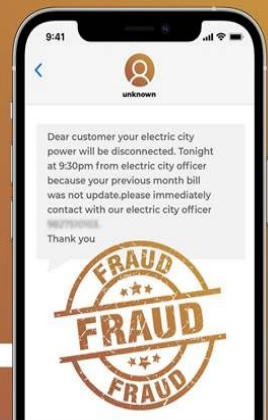 9:41
unknown
Dear customer your electric city
power will be disconnected. Tonight
at 9:30pm from electric city officer
because your previous month bill
was not update.please immediately
contact with our electric city officer
Thank you
FRAUD
FRAUD
FRAUD